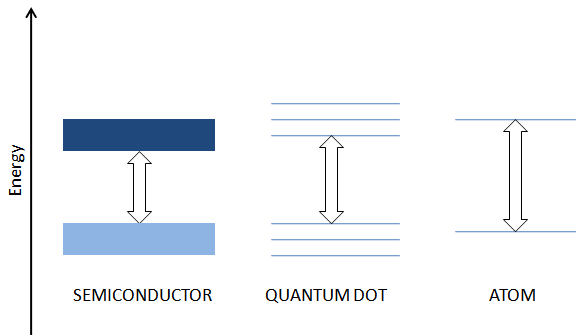 Energy
SEMICONDUCTOR
QUANTUM DOT
ATOM